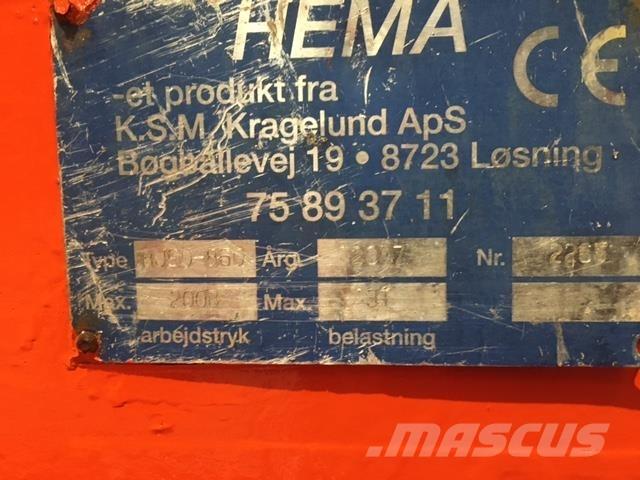 HEMA
CE
-et produkt fra
K.S.M. Kragelund ApS
Bøgballevej 19 • 8723 Løsning
75 89 37 11
Type Årg. Nr.
Max. 200B Max.
arbejdstryk belastning
MASCUS